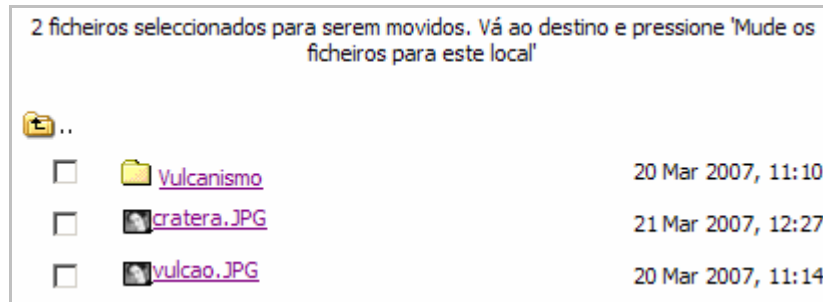 2 ficheiros seleccionados para serem movidos. Vá ao destino e pressione 'Mude os
ficheiros para este local'
..
Vulcanismo 20 Mar 2007, 11:10
cratera.JPG 21 Mar 2007, 12:27
vulcao.JPG 20 Mar 2007, 11:14